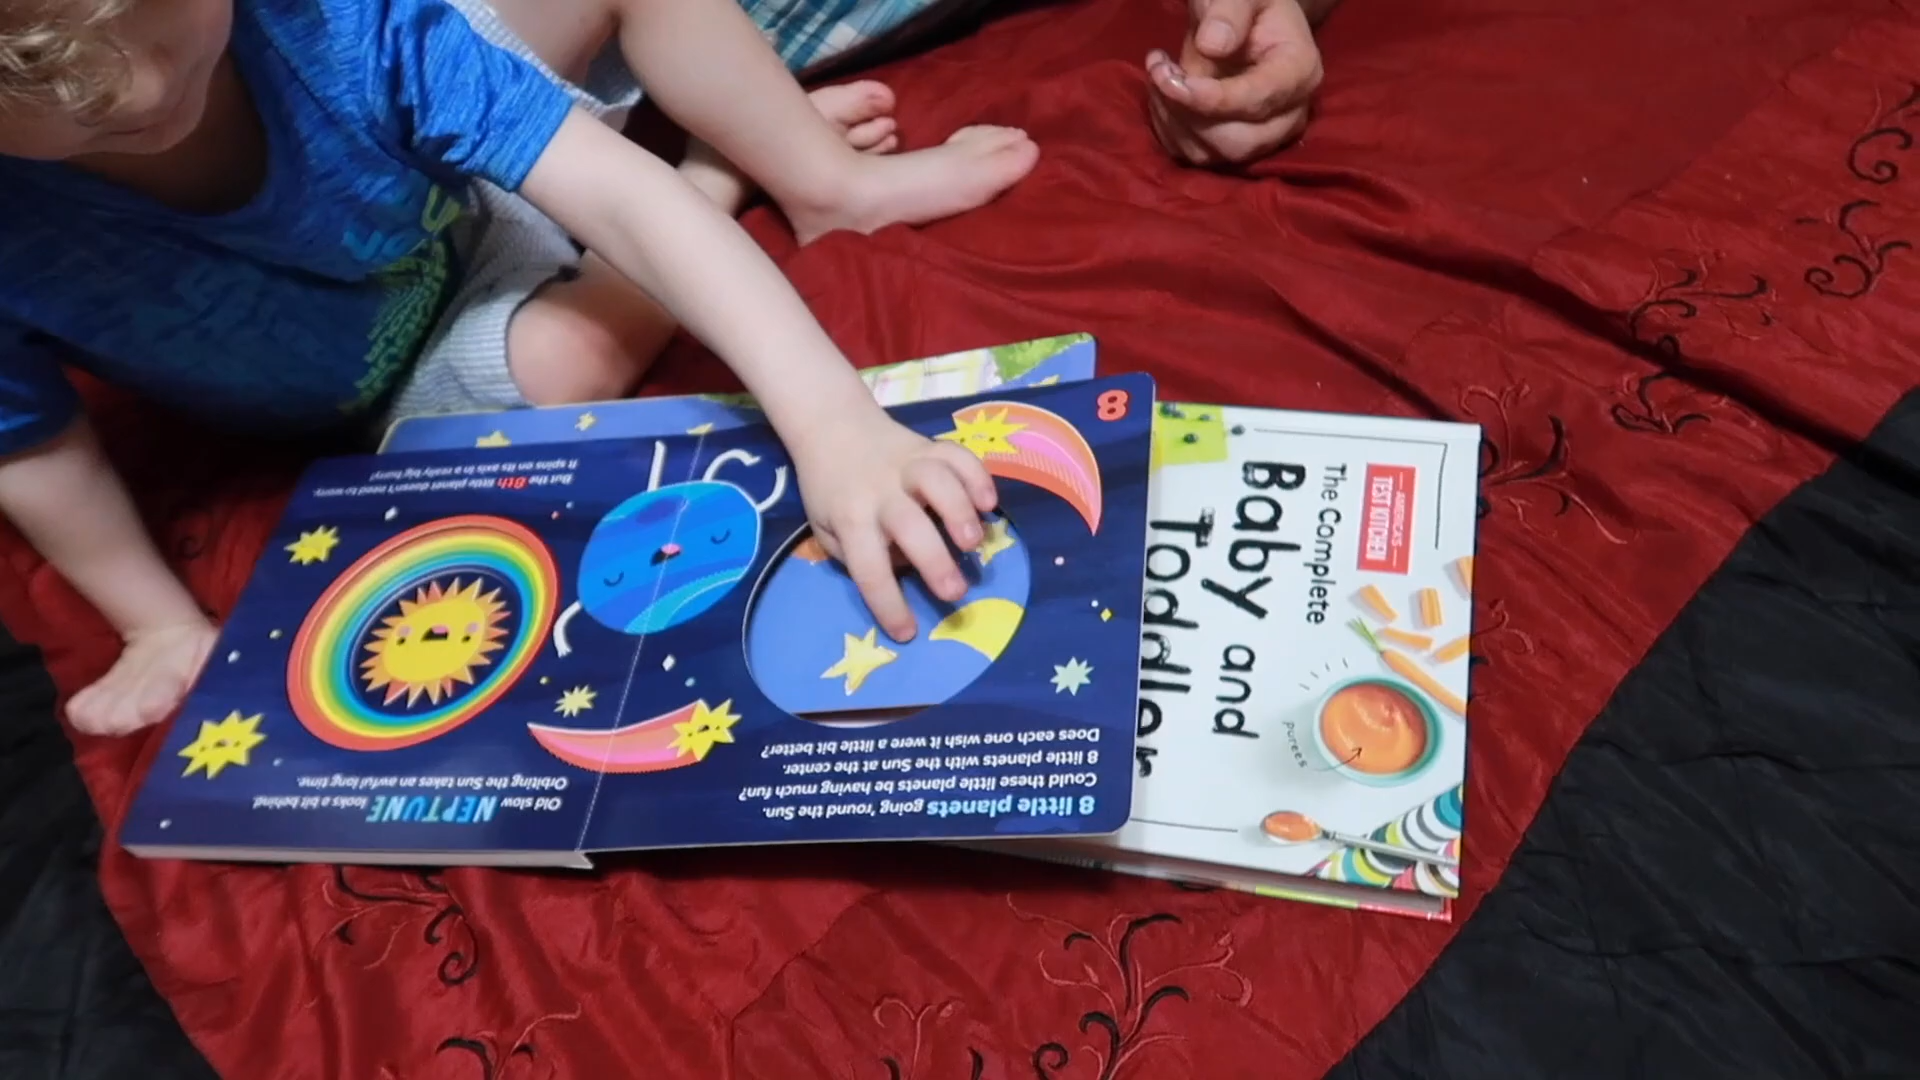 8 little planets going 'round the Sun.
Could these little planets be having much fun?
8 little planets with the Sun at the center.
Does each one wish it were a little bit better?
8
Old slow NEPTUNE looks a bit behind,
Orbiting the Sun takes an awful long time.
But the 8th little planet doesn't need to worry.
It spins on its axis in a really big hurry!
AMERICA'S
TEST KITCHEN
The Complete
Baby and
Toddler
purees